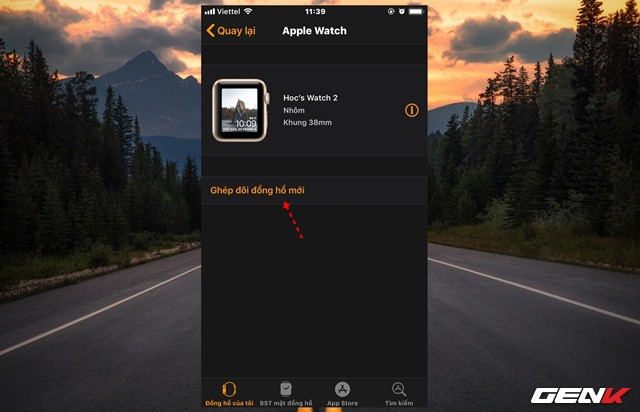 Viettel
11:39
Quay lại
Apple Watch
Hoc's Watch 2
Nhôm
Khung 38mm
10:09
Ghép đôi đồng hồ mới
Đồng hồ của tôi
BST mặt đồng hồ
App Store
Tìm kiếm
GENK